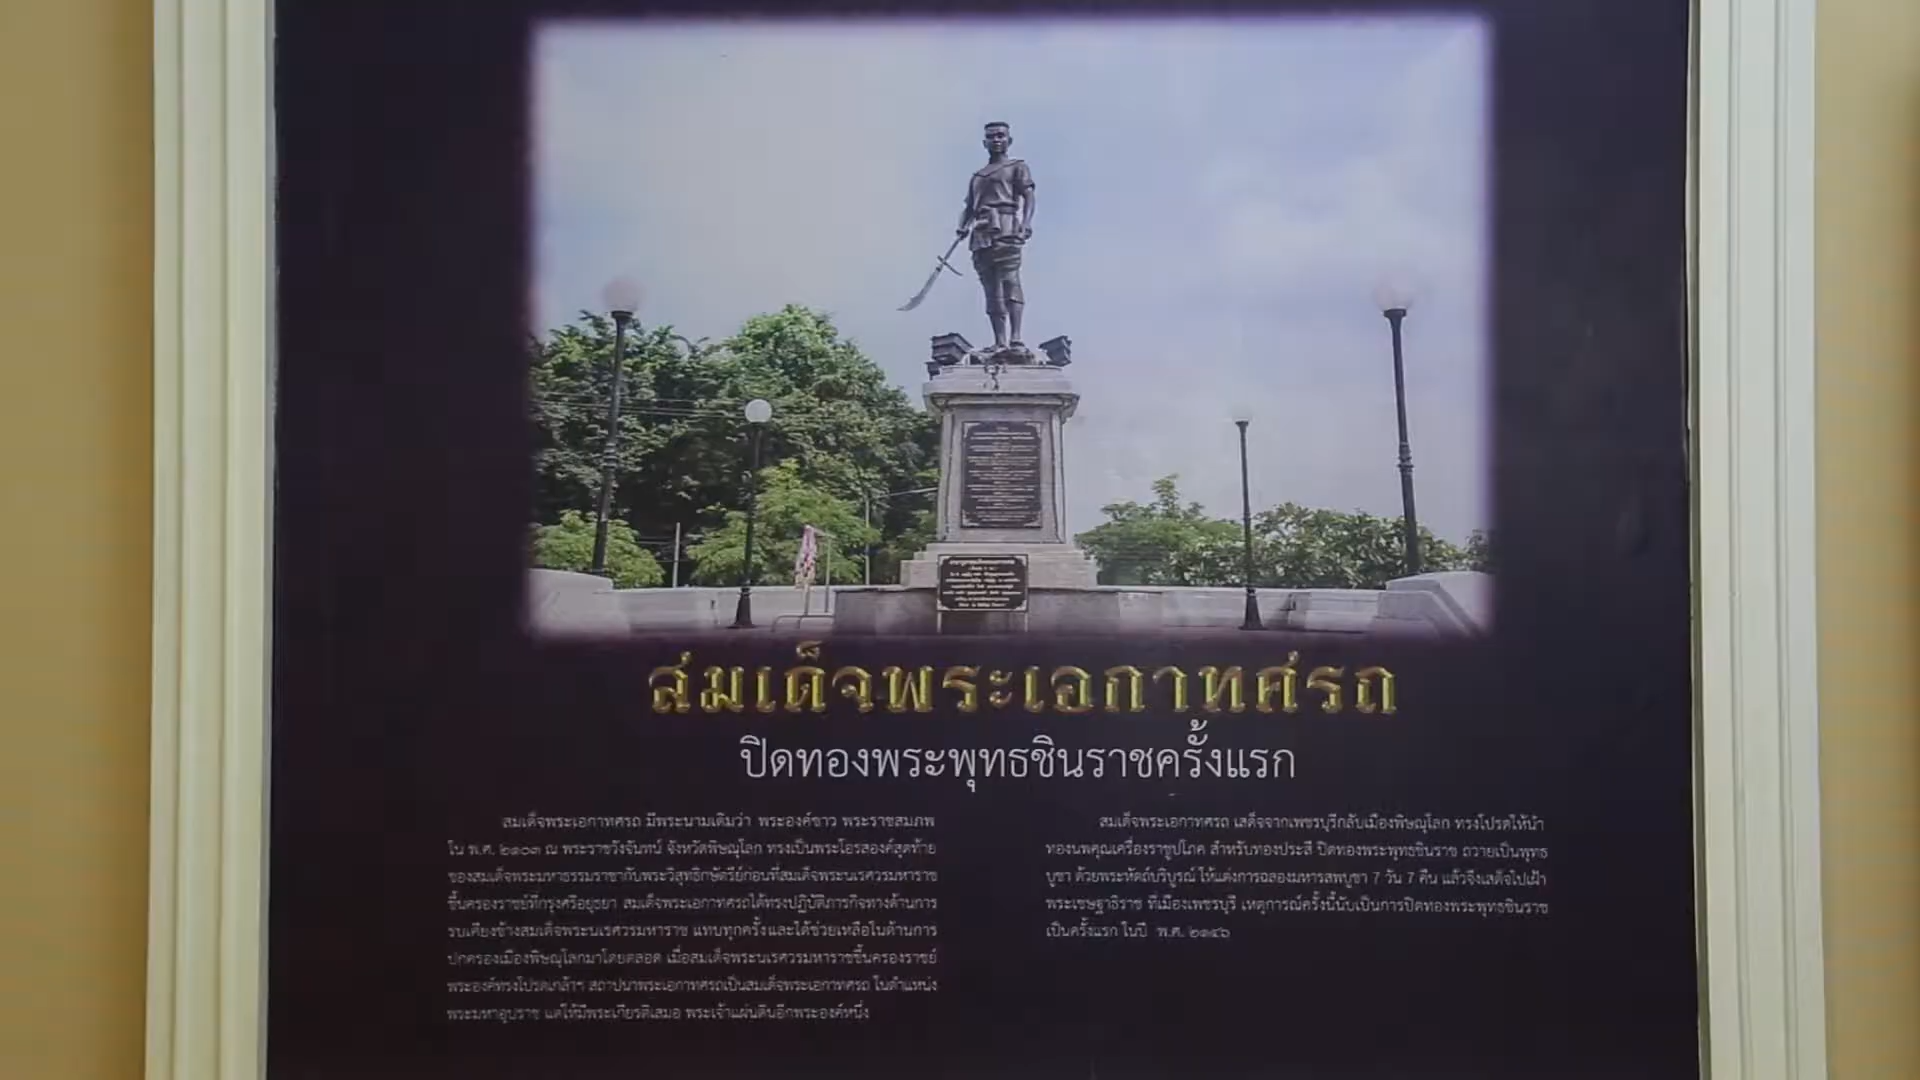 สมเด็จพระเอกาทศรถ
ปิดทองพระพุทธชินราชครั้งแรก
สมเด็จพระเอกาทศรถ มีพระนามเดิมว่า พระองค์ขาว พระราชสมภพ
ใน พ.ศ. ๒๑๐๓ ณ พระราชวังจันทน์ จังหวัดพิษณุโลก ทรงเป็นพระโอรสองค์สุดท้าย
ของสมเด็จพระมหาธรรมราชากับพระวิสุทธิกษัตรีย์ก่อนที่สมเด็จพระนเรศวรมหาราช
ขึ้นครองราชย์ที่กรุงศรีอยุธยา สมเด็จพระเอกาทศรถได้ทรงปฏิบัติภารกิจทางด้านการ
รบเคียงข้างสมเด็จพระนเรศวรมหาราช แทบทุกครั้งและได้ช่วยเหลือในด้านการ
ปกครองเมืองพิษณุโลกมาโดยตลอด เมื่อสมเด็จพระนเรศวรมหาราชขึ้นครองราชย์
พระองค์ทรงโปรดเกล้าฯ สถาปนาพระเอกาทศรถเป็นสมเด็จพระเอกาทศรถ ในตำแหน่ง
พระมหาอุปราช แต่ให้มีพระเกียรติเสมอ พระเจ้าแผ่นดินอีกพระองค์หนึ่ง
สมเด็จพระเอกาทศรถ เสด็จจากเพชรบุรีกลับเมืองพิษณุโลก ทรงโปรดให้นำ
ทองนพคุณเครื่องราชูปโภค สำหรับทองประสี ปิดทองพระพุทธชินราช ถวายเป็นพุทธ
บูชา ด้วยพระหัตถ์บริบูรณ์ ให้แต่งการฉลองมหารสพบูชา 7 วัน 7 คืน แล้วจึงเสด็จไปเฝ้า
พระเชษฐาธิราช ที่เมืองเพชรบุรี เหตุการณ์ครั้งนี้นับเป็นการปิดทองพระพุทธชินราช
เป็นครั้งแรก ในปี พ.ศ. ๒๑๔๖